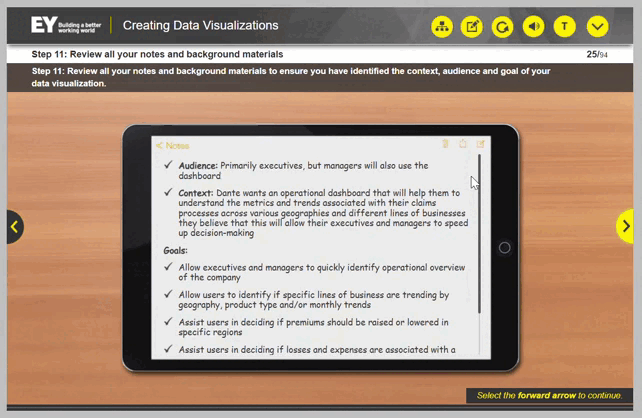 EY Building a better working world
Creating Data Visualizations
T
Step 11: Review all your notes and background materials
25/94
Step 11: Review all your notes and background materials to ensure you have identified the context, audience and goal of your
data visualization.
Notes
Audience: Primarily executives, but managers will also use the
dashboard
Context: Dante wants an operational dashboard that will help them to
understand the metrics and trends associated with their claims
processes across various geographies and different lines of businesses
they believe that this will allow their executives and managers to speed
up decision-making
Goals:
Allow executives and managers to quickly identify operational overview
of the company
Allow users to identify if specific lines of business are trending by
geography, product type and/or monthly trends
Assist users in deciding if premiums should be raised or lowered in
specific regions
Assist users in deciding if losses and expenses are associated with a
Select the forward arrow to continue.